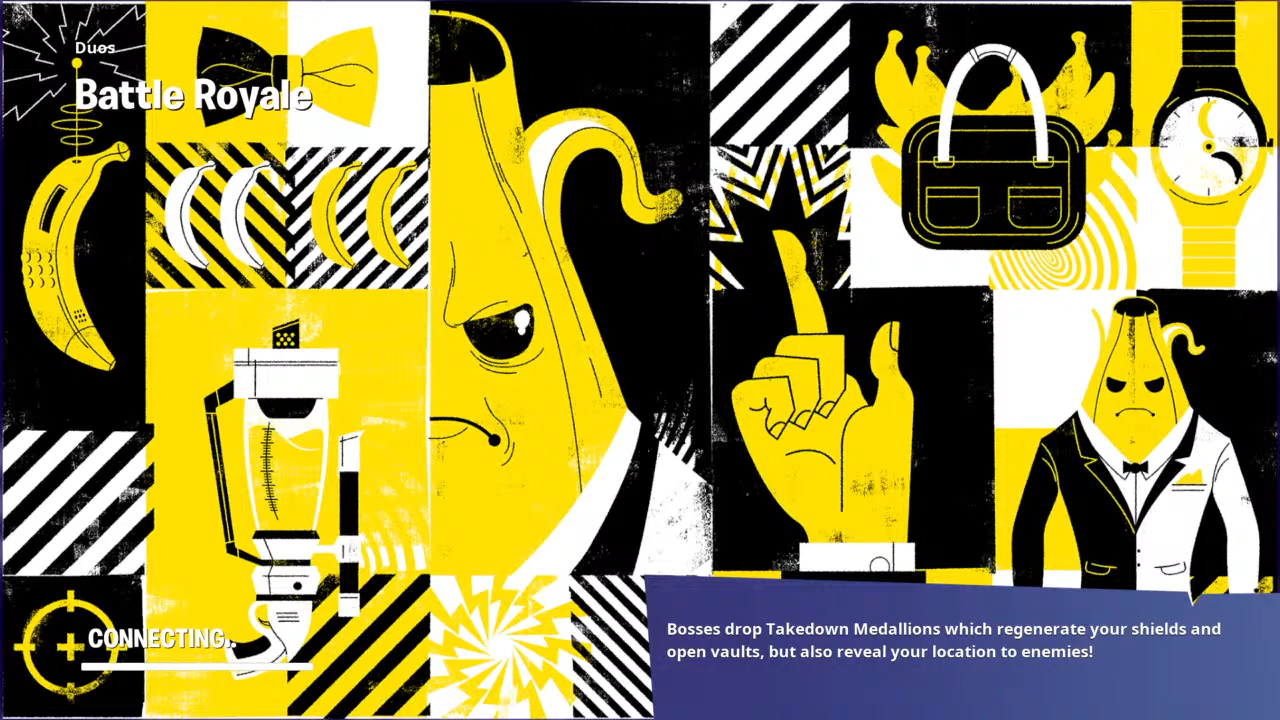 Duos
Battle Royale
CONNECTING..
Bosses drop Takedown Medallions which regenerate your shields and
open vaults, but also reveal your location to enemies!